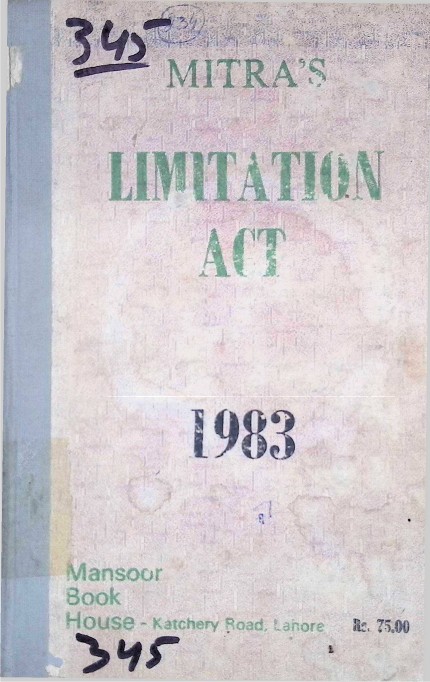 345
MITRA'S
LIMITATION
ACT
1983
Mansoor
Book
House - Katchery Road, Lahore Rs. 75.00
345